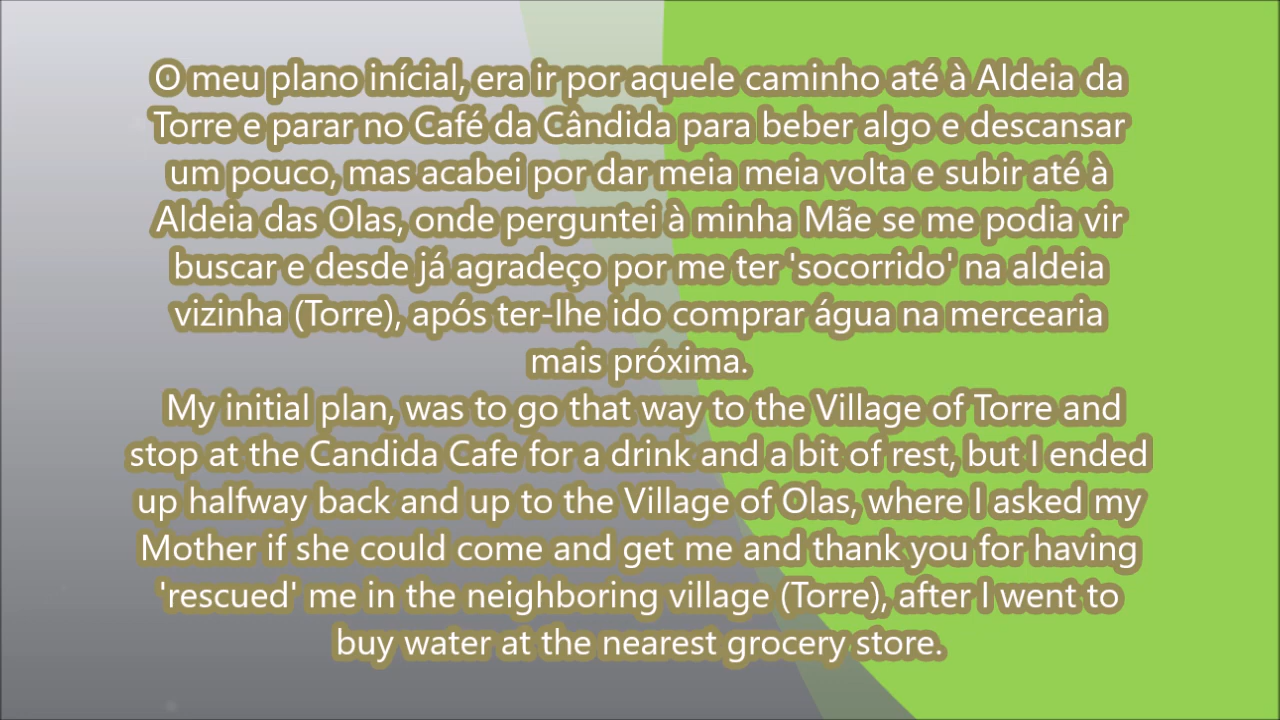 O meu plano inícial, era ir por aquele caminho até à Aldeia da
Torre e parar no Café da Cândida para beber algo e descansar
um pouco, mas acabei por dar meia meia volta e subir até à
Aldeia das Olas, onde perguntei à minha Mãe se me podia vir
buscar e desde já agradeço por me ter 'socorrido' na aldeia
vizinha (Torre), após ter-lhe ido comprar água na mercearia
mais próxima.
My initial plan, was to go that way to the Village of Torre and
stop at the Candida Cafe for a drink and a bit of rest, but I ended
up halfway back and up to the Village of Olas, where I asked my
Mother if she could come and get me and thank you for having
'rescued' me in the neighboring village (Torre), after I went to
buy water at the nearest grocery store.